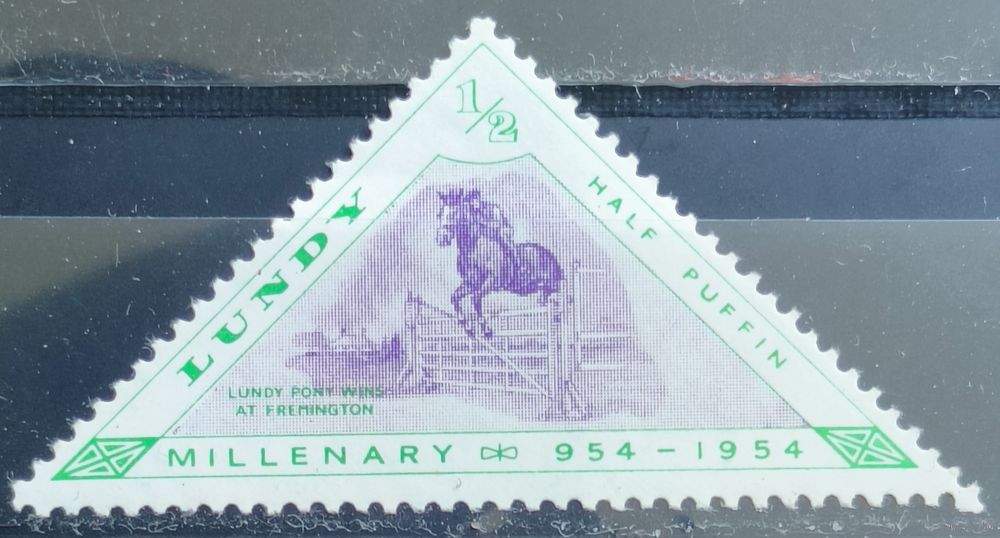 1/2
LUNDY
HALF PUFFIN
LUNDY PONY WINS
AT FREMINGTON
MILLENARY 954-1954